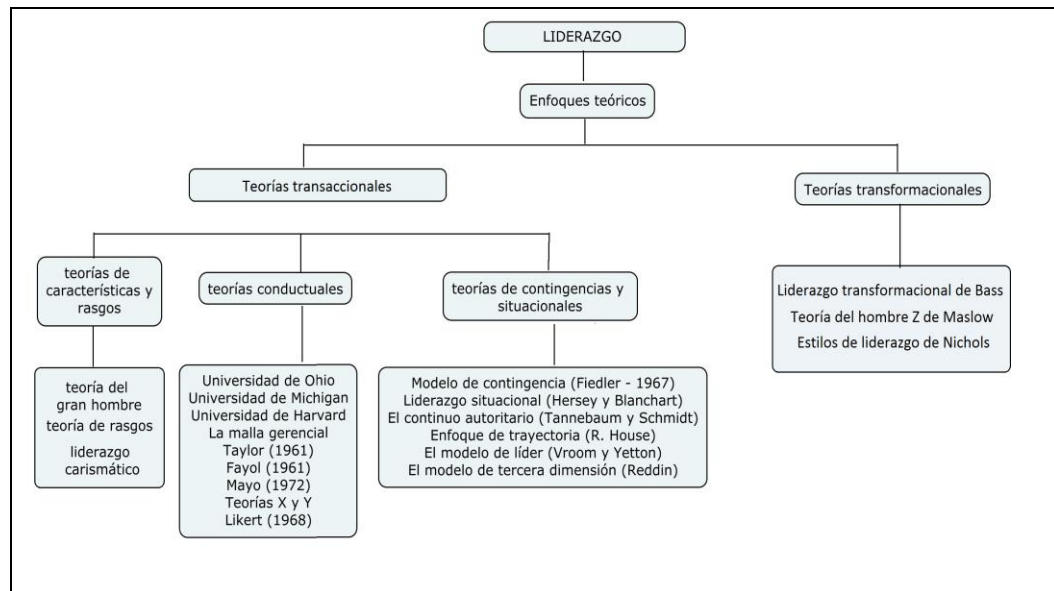 LIDERAZGO
Enfoques teóricos
Teorías transaccionales
Teorías transformacionales
teorías de
características y
rasgos
teorías conductuales
teorías de contingencias y
situacionales
teoría del
gran hombre
teoría de rasgos
liderazgo
carismático
Universidad de Ohio
Universidad de Michigan
Universidad de Harvard
La malla gerencial
Taylor (1961)
Fayol (1961)
Mayo (1972)
Teorías X y Y
Likert (1968)
Modelo de contingencia (Fiedler - 1967)
Liderazgo situacional (Hersey y Blanchart)
El continuo autoritario (Tannebaum y Schmidt)
Enfoque de trayectoria (R. House)
El modelo de líder (Vroom y Yetton)
El modelo de tercera dimensión (Reddin)
Liderazgo transformacional de Bass
Teoría del hombre Z de Maslow
Estilos de liderazgo de Nichols